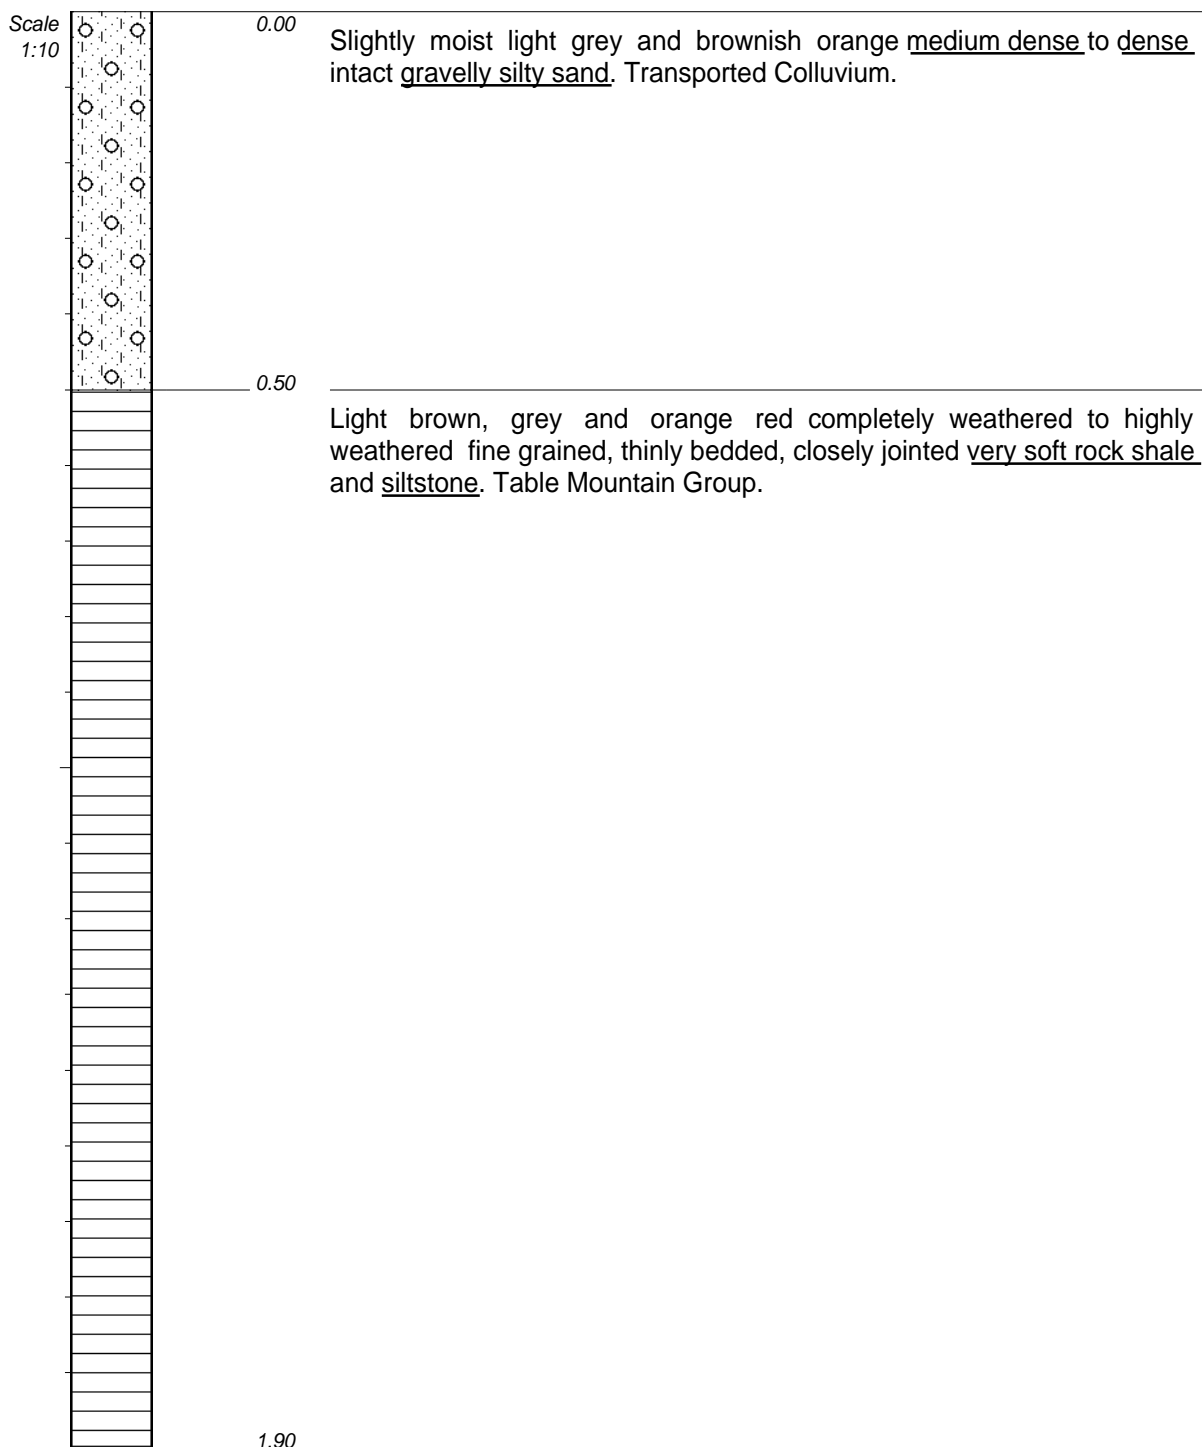 Scale
1:10
0.00
Slightly moist light grey and brownish orange medium dense to dense
intact gravelly silty sand. Transported Colluvium.
0.50
Light brown, grey and orange red completely weathered to highly
weathered fine grained, thinly bedded, closely jointed very soft rock shale
and siltstone. Table Mountain Group.
1.90